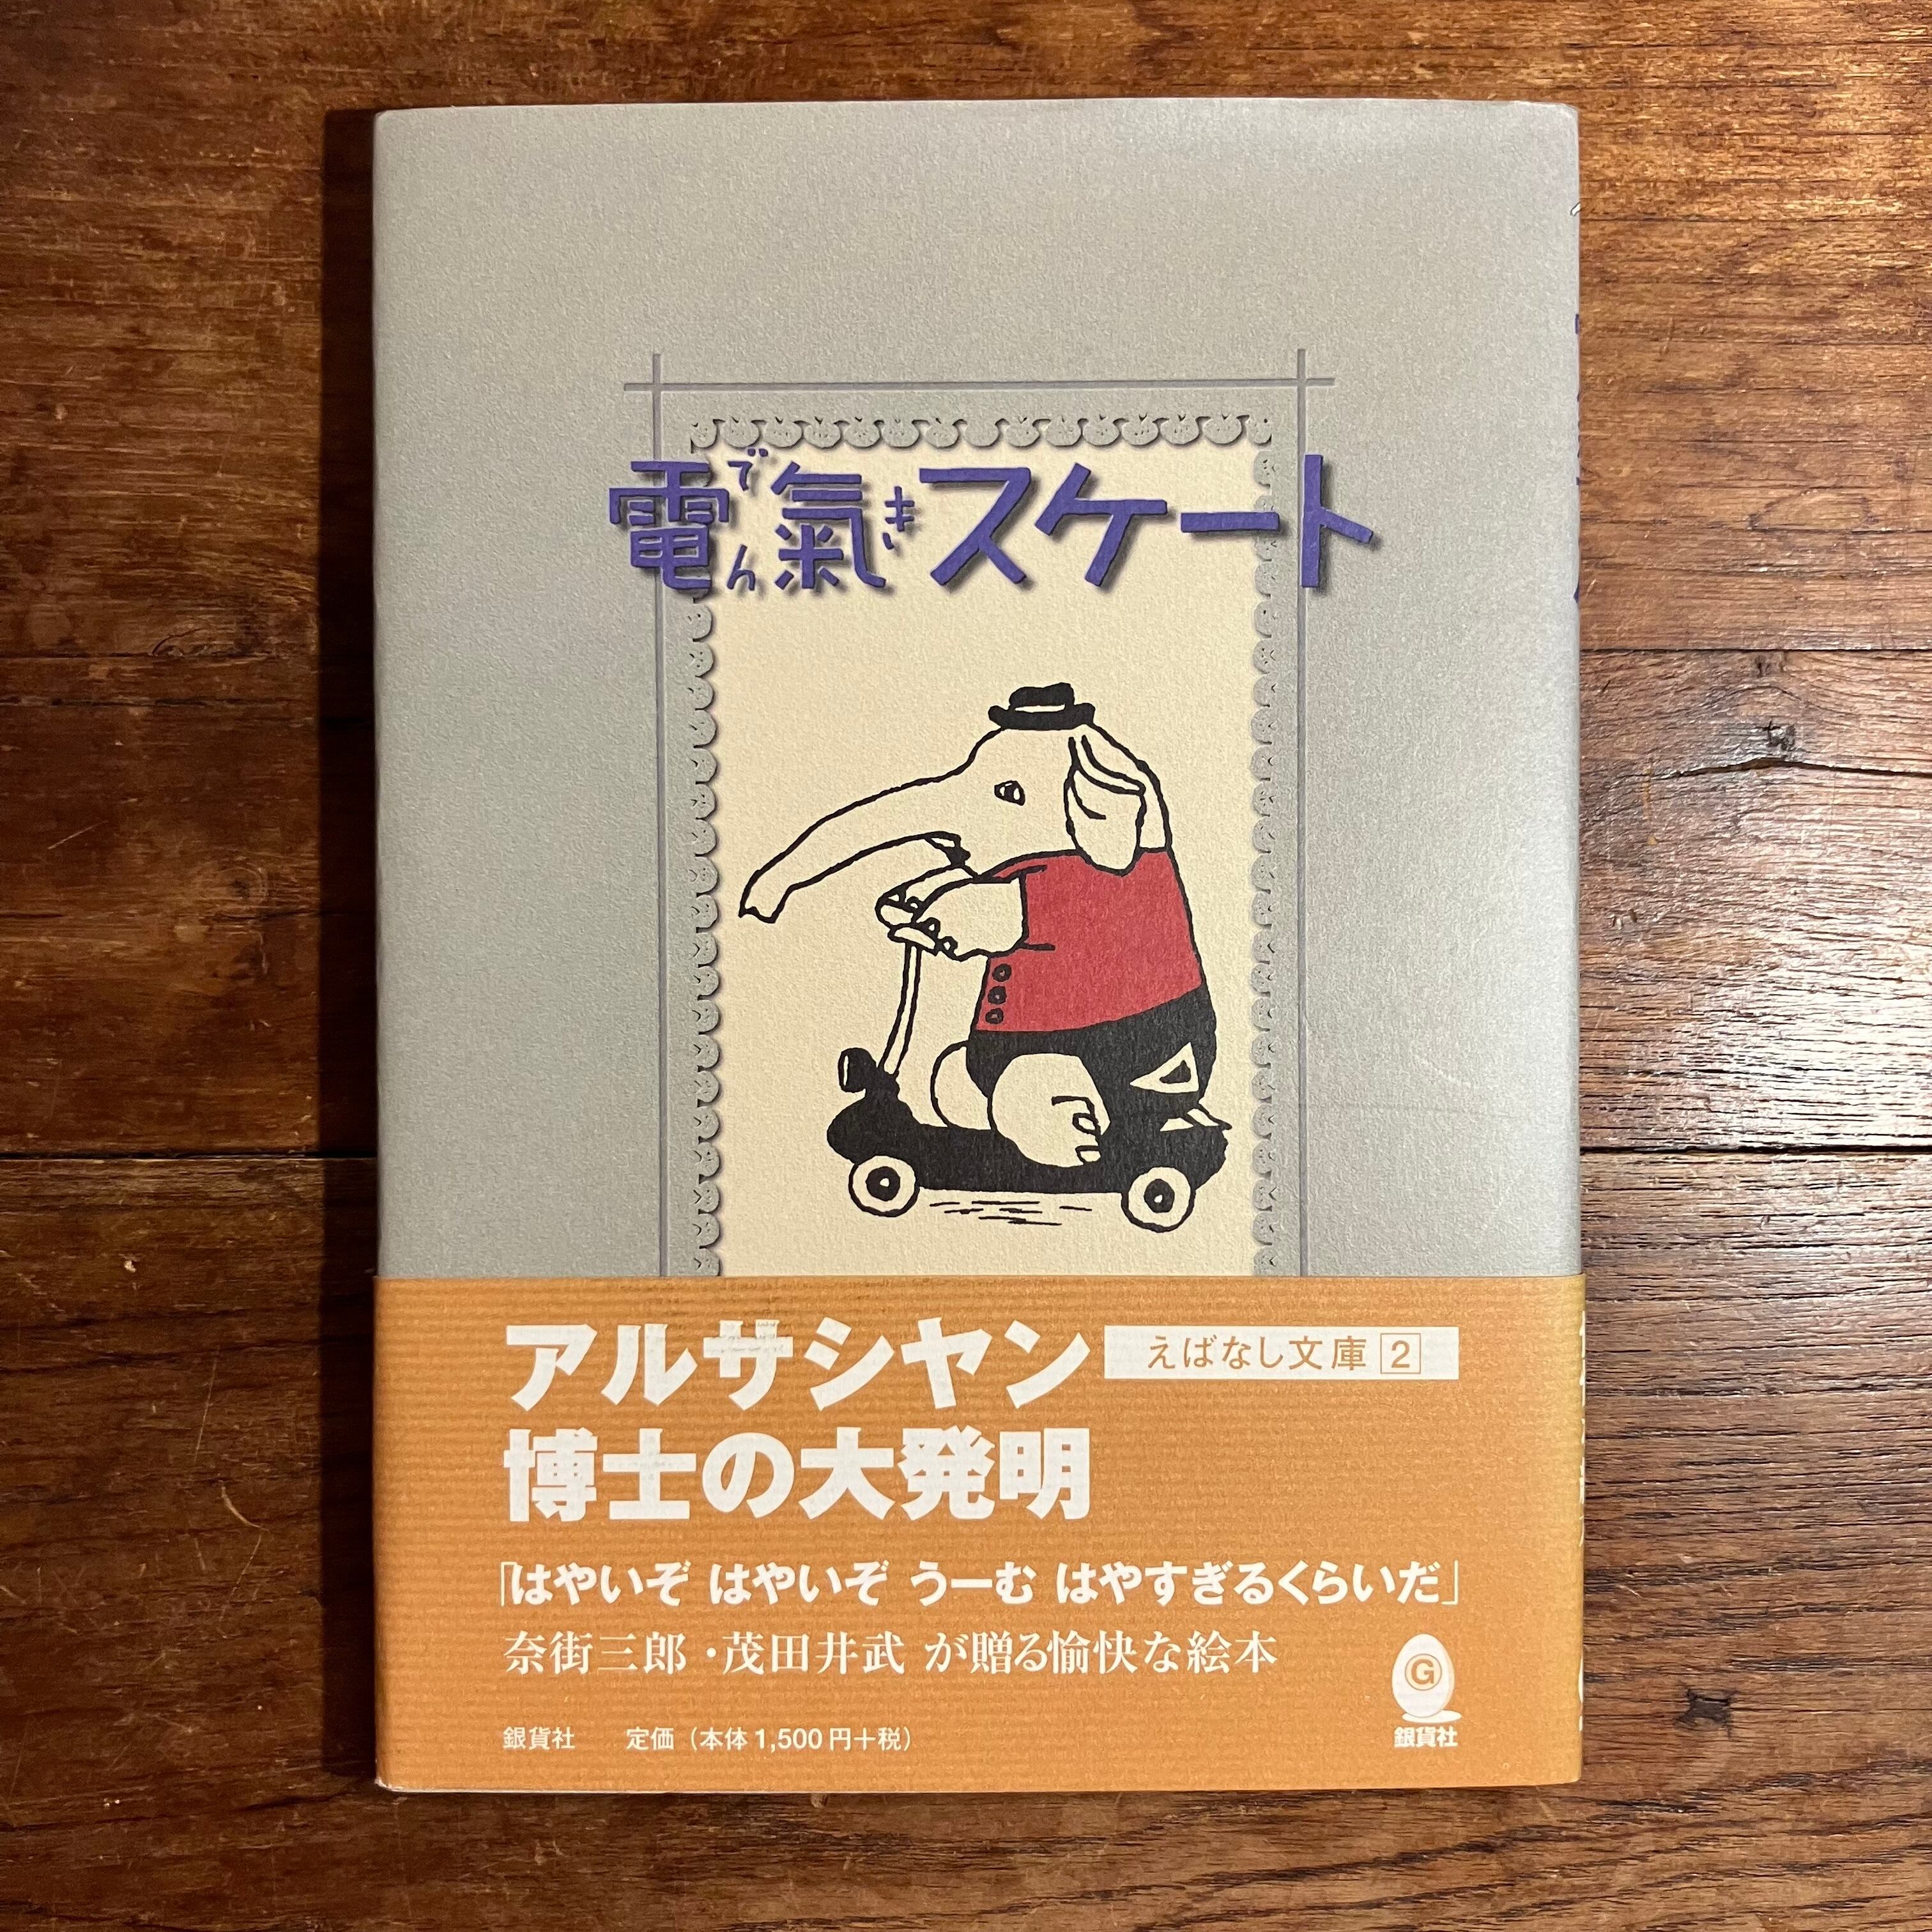 電氣スケート
でん
き
アルサシヤン
えばなし文庫 2
博士の大発明
「はやいぞ はやいぞ うーむ はやすぎるくらいだ」
奈街三郎・茂田井武 が贈る愉快な絵本
銀貨社 定価（本体1,500円＋税）
G
銀貨社